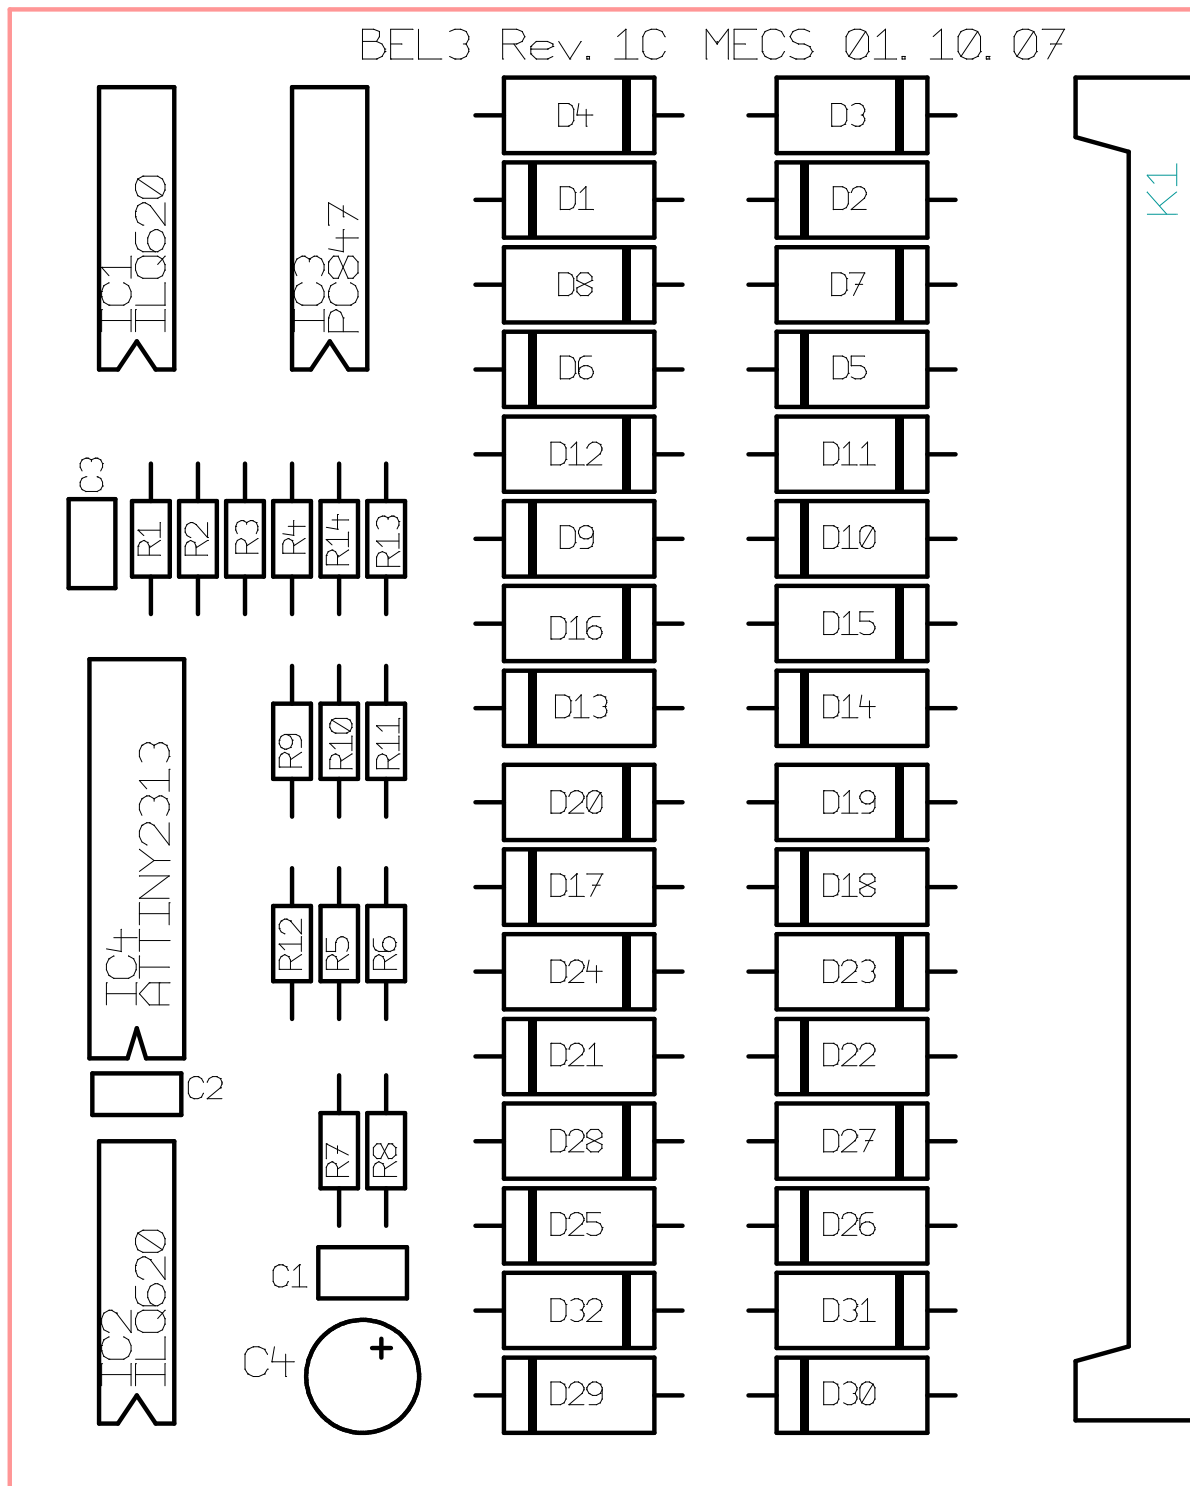 BEL3 Rev. 1C MECS 01. 10. 07
D4
D3
K1
IC1
ILQ620
IC3
PC847
D1
D2
D8
D7
D6
D5
D12
D11
C3
R1
R2
R3
R4
R14
R13
D9
D10
D16
D15
D13
D14
R9
R10
R11
IC4
ATTINY2313
D20
D19
D17
D18
R12
R5
R6
D24
D23
D21
D22
C2
D28
D27
R7
R8
D25
D26
C1
IC2
ILQ620
D32
D31
C4
+
D29
D30